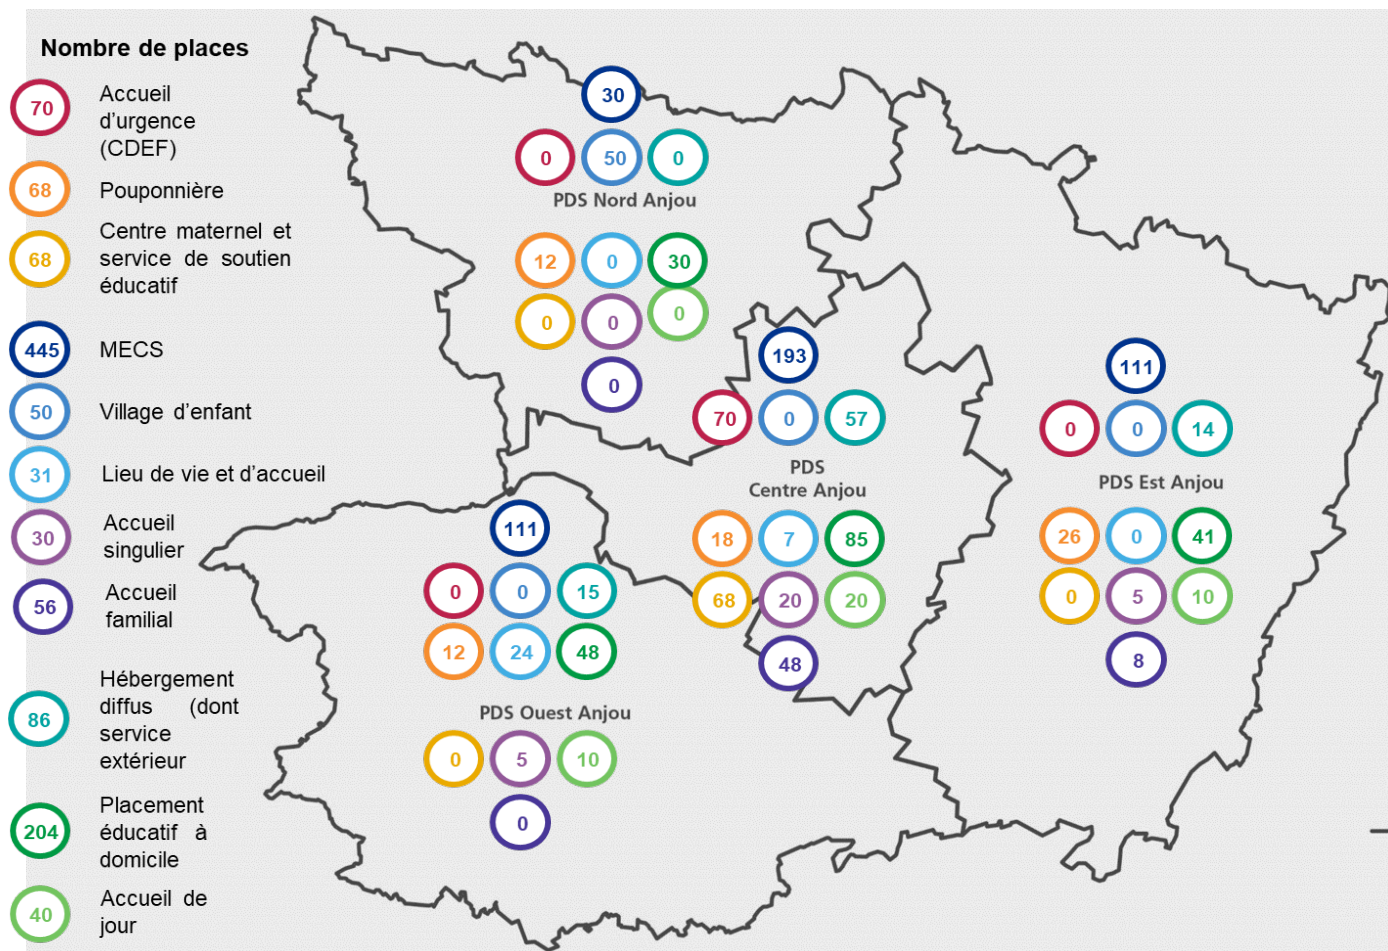 Nombre de places
70
Accueil
d'urgence
(CDEF)
68
Pouponnière
68
Centre maternel et
service de soutien
éducatif
445
MECS
50
Village d'enfant
31
Lieu de vie et d'accueil
30
Accueil
singulier
56
Accueil
familial
86
Hébergement
diffus (dont
service
extérieur
204
Placement
éducatif à
domicile
40
Accueil de
jour
30
0 50 0
PDS Nord Anjou
12 0 30
0 0 0
0
193
70 0 57
PDS
Centre Anjou
18 7 85
68 20 20
48
111
0 0 14
PDS Est Anjou
26 0 41
0 5 10
8
111
0 0 15
12 24 48
PDS Ouest Anjou
0 5 10
0